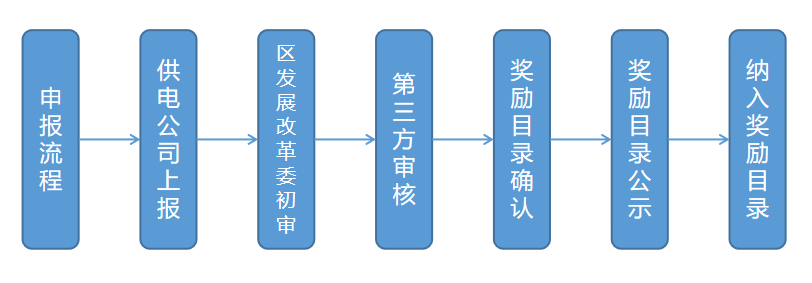 申报流程
供电公司上报
区发展改革委初审
第三方审核
奖励目录确认
奖励目录公示
纳入奖励目录